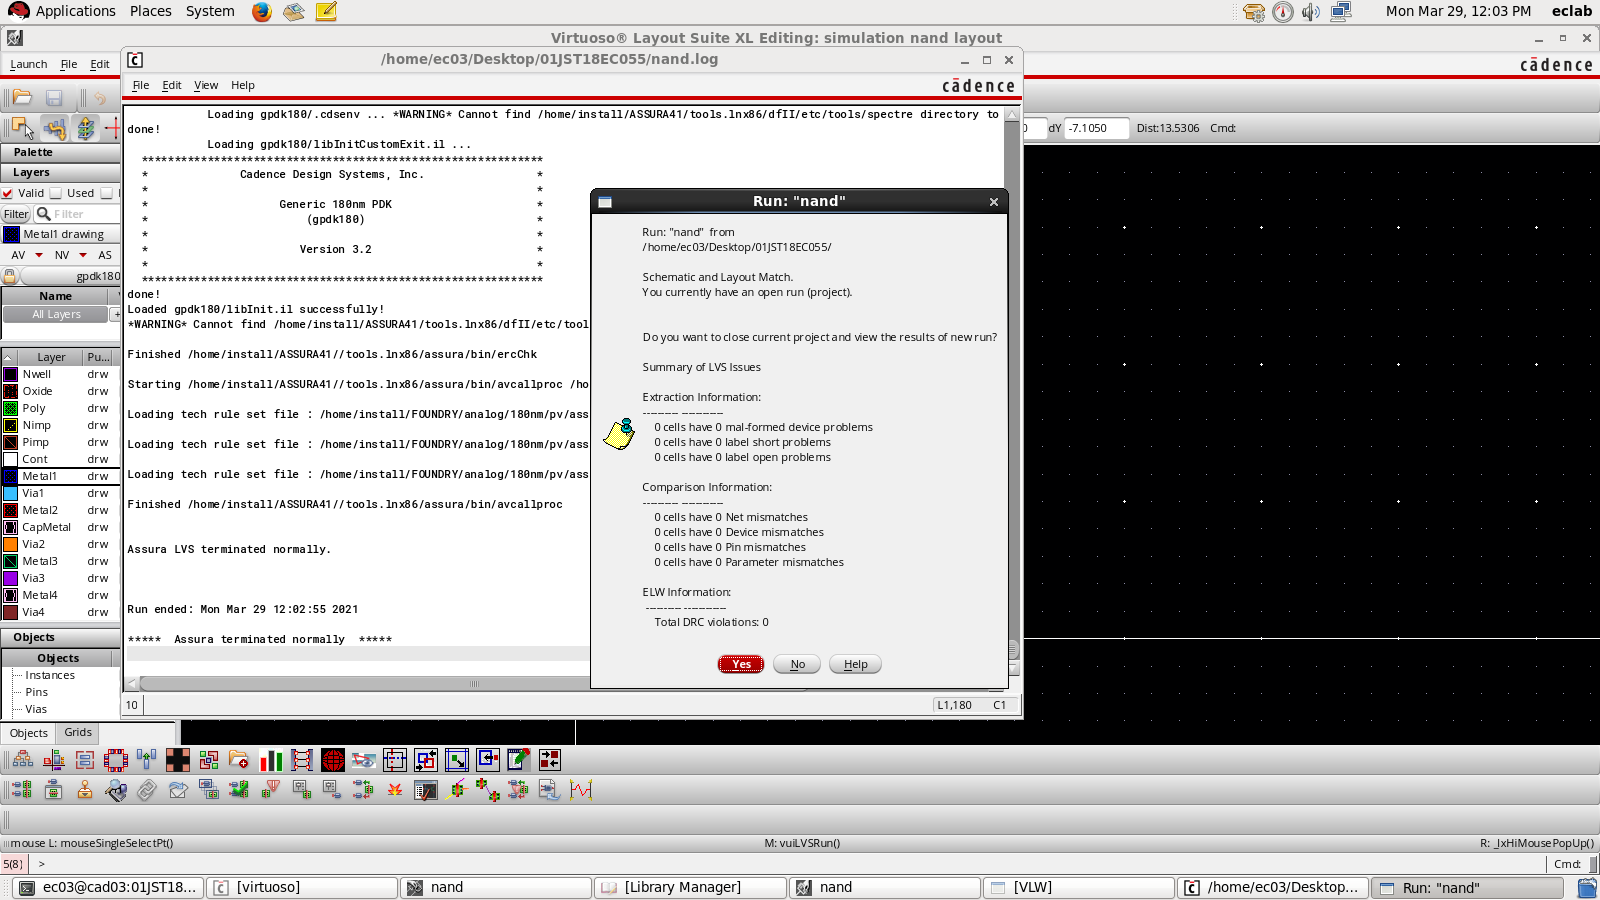 Applications Places System
Mon Mar 29, 12:03 PM eclab
Virtuoso® Layout Suite XL Editing: simulation nand layout
Launch File Edit
cādence
/home/ec03/Desktop/01JST18EC055/nand.log
File Edit View Help
cādence
dY -7.1050 Dist:13.5306 Cmd:
Palette
Layers
Valid Used
Filter Filter
Metal1 drawing
AV NV AS
gpdk180
Name
All Layers +
Layer Pu...
Nwell drw
Oxide drw
Poly drw
Nimp drw
Pimp drw
Cont drw
Metal1 drw
Via1 drw
Metal2 drw
CapMetal drw
Via2 drw
Metal3 drw
Via3 drw
Metal4 drw
Via4 drw
Objects
Objects
Instances
Pins
Vias
Objects Grids
Loading gpdk180/.cdsenv ... *WARNING* Cannot find /home/install/ASSURA41/tools.lnx86/dfII/etc/tools/spectre directory to
done!
Loading gpdk180/libInitCustomExit.il ...
*************************************************************
* Cadence Design Systems, Inc. *
* *
* Generic 180nm PDK
* (gpdk180)
*
* Version 3.2
*
*************************************************************
done!
Loaded gpdk180/libInit.il successfully!
*WARNING* Cannot find /home/install/ASSURA41/tools.lnx86/dfII/etc/tool
Finished /home/install/ASSURA41//tools.lnx86/assura/bin/ercChk
Starting /home/install/ASSURA41//tools.lnx86/assura/bin/avcallproc /ho
Loading tech rule set file : /home/install/FOUNDRY/analog/180nm/pv/ass
Loading tech rule set file : /home/install/FOUNDRY/analog/180nm/pv/ass
Loading tech rule set file : /home/install/FOUNDRY/analog/180nm/pv/ass
Finished /home/install/ASSURA41//tools.lnx86/assura/bin/avcallproc
Assura LVS terminated normally.
Run ended: Mon Mar 29 12:02:55 2021
***** Assura terminated normally *****
10 L1,180 C1
Run: "nand"
Run: "nand" from
/home/ec03/Desktop/01JST18EC055/
Schematic and Layout Match.
You currently have an open run (project).
Do you want to close current project and view the results of new run?
Summary of LVS Issues
Extraction Information:
---------- ------------
0 cells have 0 mal-formed device problems
0 cells have 0 label short problems
0 cells have 0 label open problems
Comparison Information:
---------- ------------
0 cells have 0 Net mismatches
0 cells have 0 Device mismatches
0 cells have 0 Pin mismatches
0 cells have 0 Parameter mismatches
ELW Information:
---------- ------------
Total DRC violations: 0
Yes No Help
mouse L: mouseSingleSelectPt() M: vuiLVSRun() R: _lxHiMousePopUp()
5(8) > Cmd:
ec03@cad03:01JST18... [virtuoso] nand [Library Manager] nand [VLW] /home/ec03/Desktop... Run: "nand"